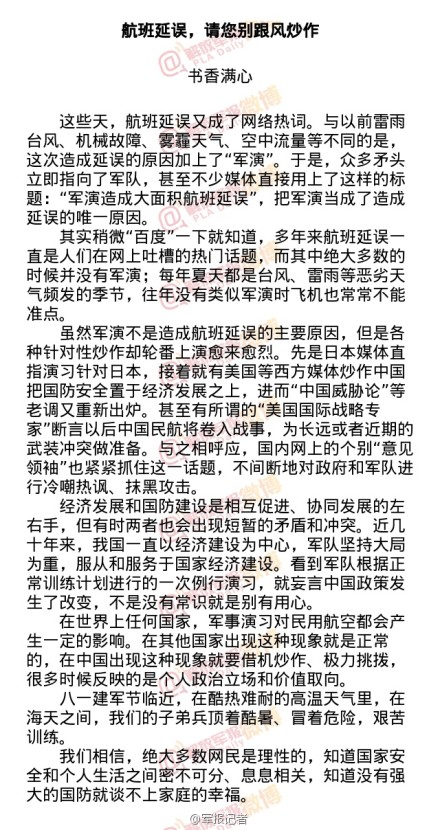 航班延误，请您别跟风炒作
书香满心
这些天，航班延误又成了网络热词。与以前雷雨
台风、机械故障、雾霾天气、空中流量等不同的是，
这次造成延误的原因加上了“军演”。于是，众多矛头
立即指向了军队，甚至不少媒体直接用上了这样的标
题：“军演造成大面积航班延误”，把军演当成了造成
延误的唯一原因。
其实稍微“百度”一下就知道，多年来航班延误一
直是人们在网上吐槽的热门话题，而其中绝大多数的
时候并没有军演；每年夏天都是台风、雷雨等恶劣天
气频发的季节，往年没有类似军演时飞机也常常不能
准点。
虽然军演不是造成航班延误的主要原因，但是各
种针对性炒作却轮番上演愈来愈烈。先是日本媒体直
指演习针对日本，接着就有美国等西方媒体炒作中国
把国防安全置于经济发展之上，进而“中国威胁论”等
老调又重新出炉。甚至有所谓的“美国国际战略专
家”断言以后中国民航将卷入战事，为长远或者近期的
武装冲突做准备。与之相呼应，国内网上的个别“意见
领袖”也紧紧抓住这一话题，不间断地对政府和军队进
行冷嘲热讽、抹黑攻击。
经济发展和国防建设是相互促进、协同发展的左
右手，但有时两者也会出现短暂的矛盾和冲突。近几
十年来，我国一直以经济建设为中心，军队坚持大局
为重，服从和服务于国家经济建设。看到军队根据正
常训练计划进行的一次例行演习，就妄言中国政策发
生了改变，不是没有常识就是别有用心。
在世界上任何国家，军事演习对民用航空都会产
生一定的影响。在其他国家出现这种现象就是正常
的，在中国出现这种现象就要借机炒作、极力挑拨，
很多时候反映的是个人政治立场和价值取向。
八一建军节临近，在酷热难耐的高温天气里，在
海天之间，我们的子弟兵顶着酷暑、冒着危险，艰苦
训练。
我们相信，绝大多数网民是理性的，知道国家安
全和个人生活之间密不可分、息息相关，知道没有强
大的国防就谈不上家庭的幸福。
@军报记者